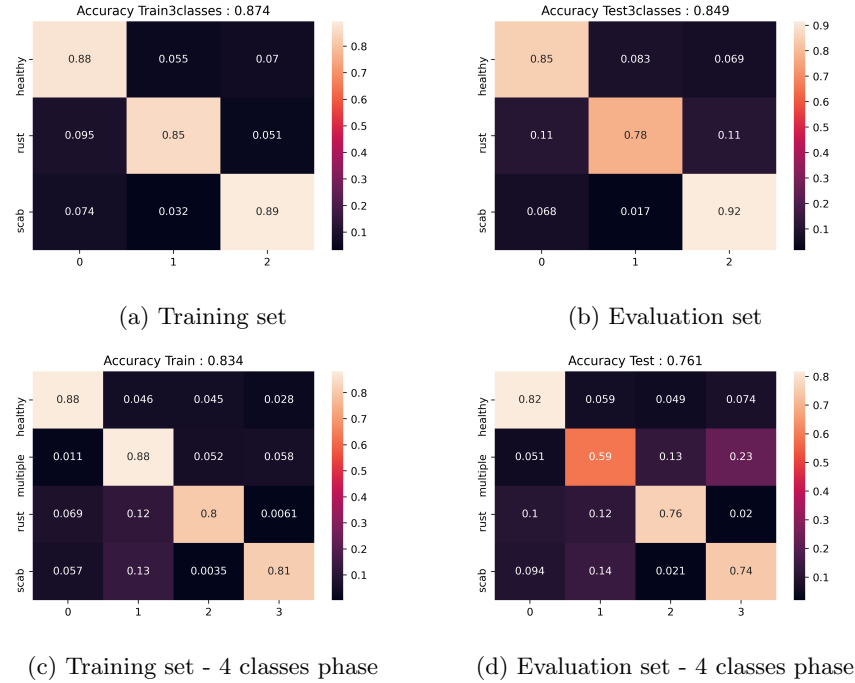 Accuracy Train3classes : 0.874
healthy 0.88 0.055 0.07
rust 0.095 0.85 0.051
scab 0.074 0.032 0.89
0 1 2
0.8
0.7
0.6
0.5
0.4
0.3
0.2
0.1
(a) Training set
Accuracy Test3classes : 0.849
healthy 0.85 0.083 0.069
rust 0.11 0.78 0.11
scab 0.068 0.017 0.92
0 1 2
0.9
0.8
0.7
0.6
0.5
0.4
0.3
0.2
0.1
(b) Evaluation set
Accuracy Train : 0.834
healthy 0.88 0.046 0.045 0.028
multiple 0.011 0.88 0.052 0.058
rust 0.069 0.12 0.8 0.0061
scab 0.057 0.13 0.0035 0.81
0 1 2 3
0.8
0.7
0.6
0.5
0.4
0.3
0.2
0.1
(c) Training set - 4 classes phase
Accuracy Test : 0.761
healthy 0.82 0.059 0.049 0.074
multiple 0.051 0.59 0.13 0.23
rust 0.1 0.12 0.76 0.02
scab 0.094 0.14 0.021 0.74
0 1 2 3
0.8
0.7
0.6
0.5
0.4
0.3
0.2
0.1
(d) Evaluation set - 4 classes phase